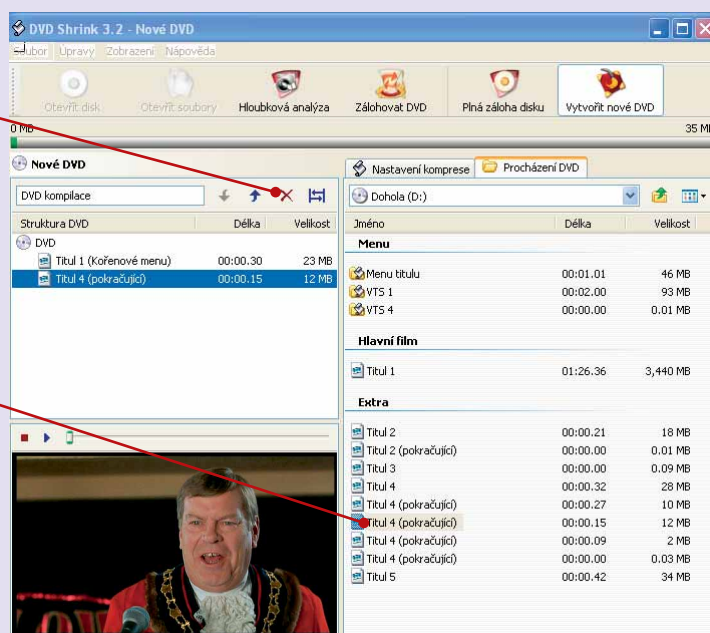 DVD Shrink 3.2 - Nové DVD
Soubor Úpravy Zobrazení Nápověda
Otevřít disk Otevřít soubory Hloubková analýza Zálohovat DVD Plná záloha disku Vytvořit nové DVD
0 MB 35 MB
Nové DVD
DVD kompilace
Struktura DVD Délka Velikost
DVD
Titul 1 (Kořenové menu) 00:00.30 23 MB
Titul 4 (pokračující) 00:00.15 12 MB
Nastavení komprese Procházení DVD
Dohola (D:)
Jméno Délka Velikost
Menu
Menu titulu 00:01.01 46 MB
VTS 1 00:02.00 93 MB
VTS 4 00:00.00 0.01 MB
Hlavní film
Titul 1 01:26.36 3,440 MB
Extra
Titul 2 00:00.21 18 MB
Titul 2 (pokračující) 00:00.00 0.01 MB
Titul 3 00:00.00 0.09 MB
Titul 4 00:00.32 28 MB
Titul 4 (pokračující) 00:00.27 10 MB
Titul 4 (pokračující) 00:00.15 12 MB
Titul 4 (pokračující) 00:00.09 2 MB
Titul 4 (pokračující) 00:00.00 0.03 MB
Titul 5 00:00.42 34 MB